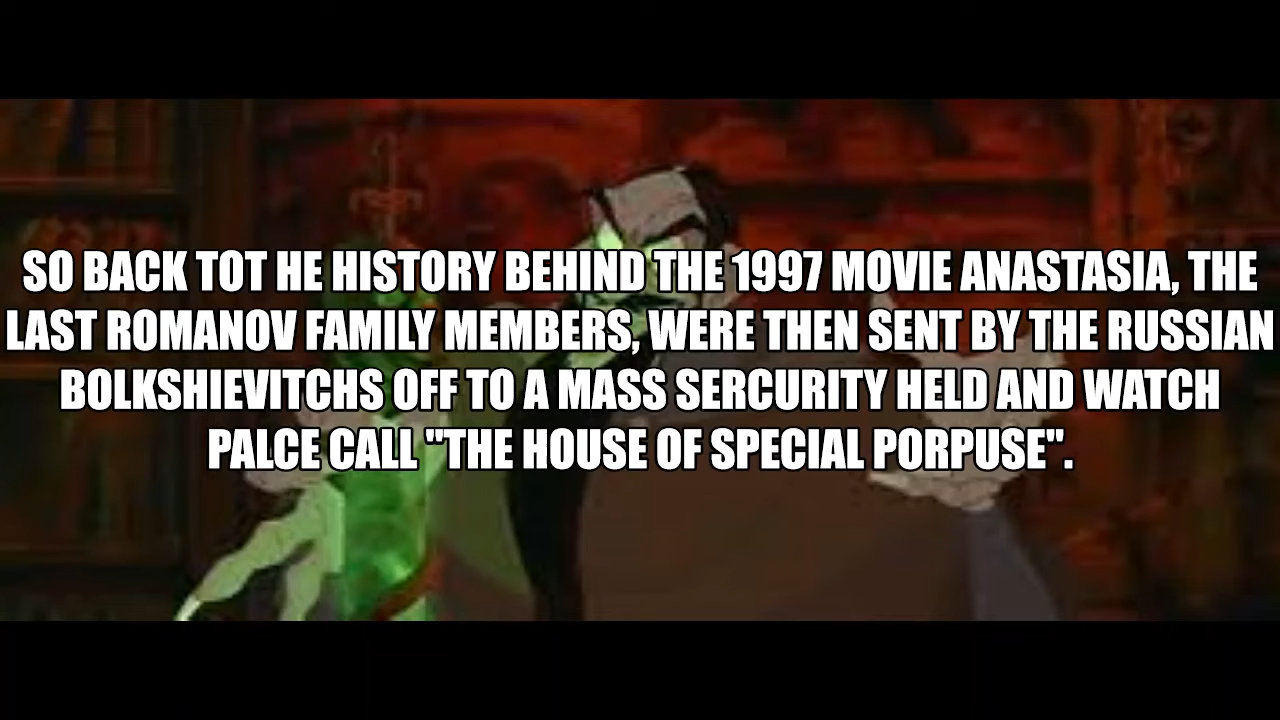 SO BACK TOT HE HISTORY BEHIND THE 1997 MOVIE ANASTASIA, THE
LAST ROMANOV FAMILY MEMBERS, WERE THEN SENT BY THE RUSSIAN
BOLKSHIEVITCHS OFF TO A MASS SERCURITY HELD AND WATCH
PALCE CALL "THE HOUSE OF SPECIAL PORPUSE".